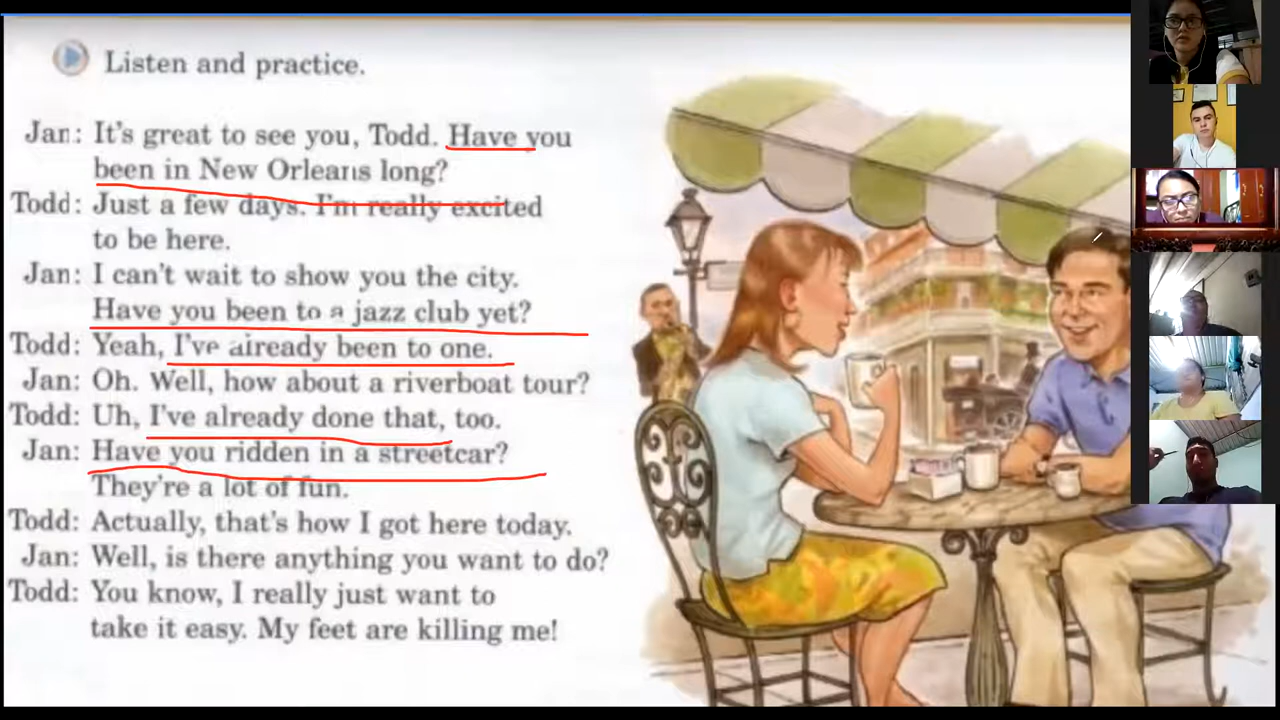 Listen and practice.
Jan: It's great to see you, Todd. Have you
been in New Orleans long?
Todd: Just a few days. I'm really excited
to be here.
Jan: I can't wait to show you the city.
Have you been to a jazz club yet?
Todd: Yeah, I've already been to one.
Jan: Oh. Well, how about a riverboat tour?
Todd: Uh, I've already done that, too.
Jan: Have you ridden in a streetcar?
They're a lot of fun.
Todd: Actually, that's how I got here today.
Jan: Well, is there anything you want to do?
Todd: You know, I really just want to
take it easy. My feet are killing me!